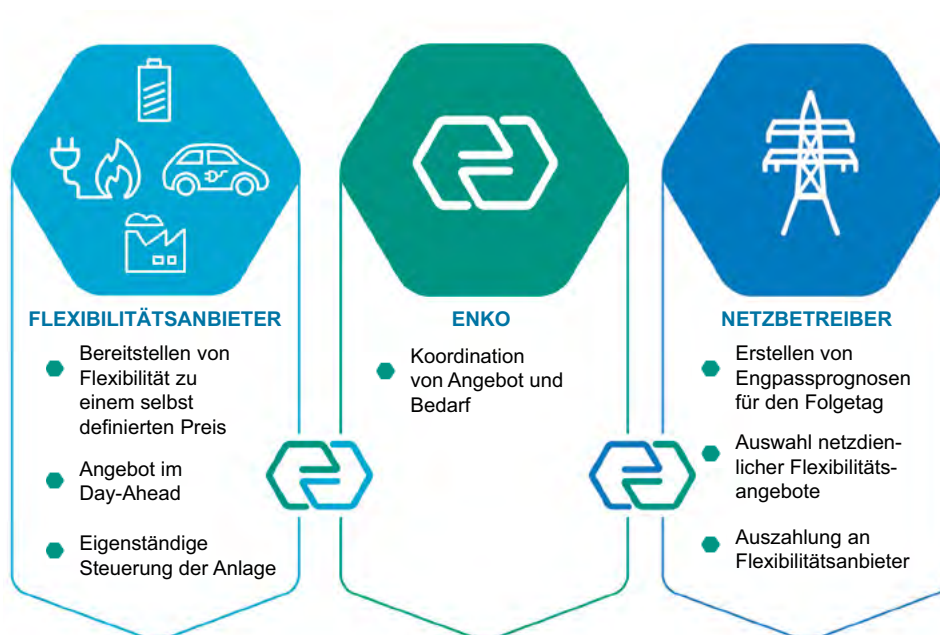 FLEXIBILITÄTSANBIETER
Bereitstellen von
Flexibilität zu
einem selbst
definierten Preis
Angebot im
Day-Ahead
Eigenständige
Steuerung der Anlage
ENKO
Koordination
von Angebot und
Bedarf
NETZBETREIBER
Erstellen von
Engpassprognosen
für den Folgetag
Auswahl netzdien-
licher Flexibilitäts-
angebote
Auszahlung an
Flexibilitätsanbieter